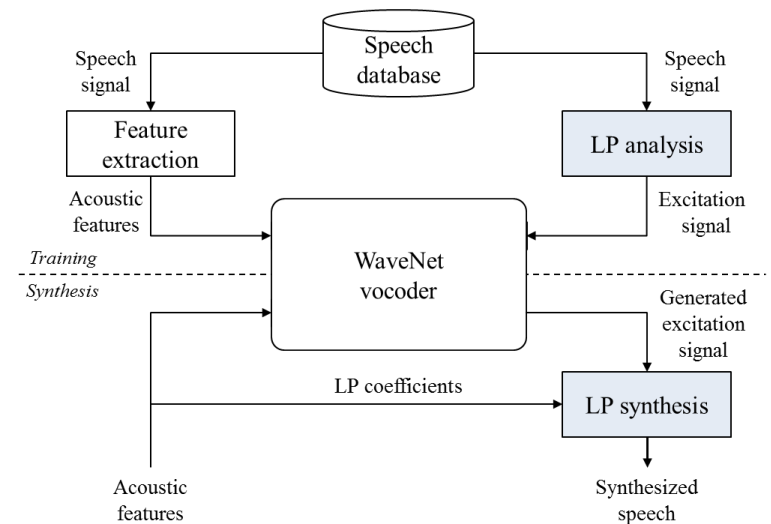 Speech
database
Speech
signal
Speech
signal
Feature
extraction
LP analysis
Acoustic
features
Excitation
signal
WaveNet
vocoder
Training
Synthesis
Generated
excitation
signal
LP coefficients
LP synthesis
Acoustic
features
Synthesized
speech